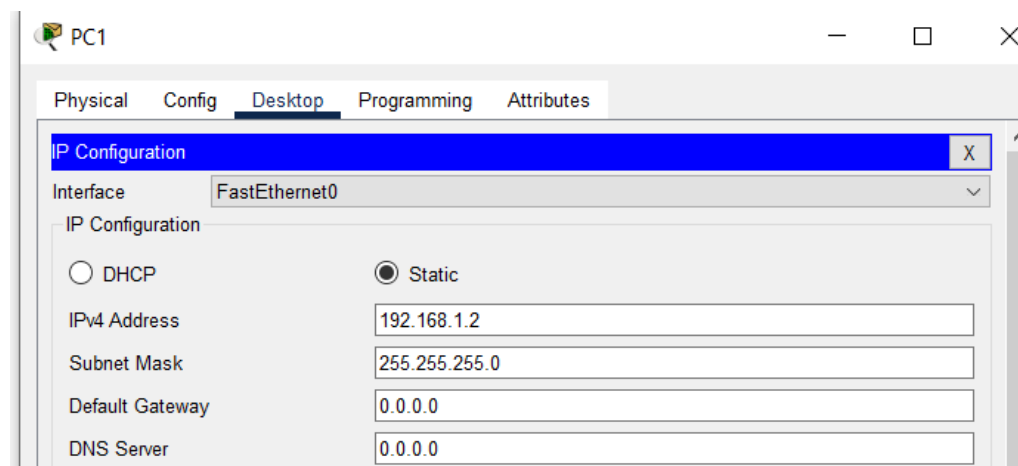 PC1
Physical Config Desktop Programming Attributes
IP Configuration X
Interface FastEthernet0
IP Configuration
DHCP Static
IPv4 Address 192.168.1.2
Subnet Mask 255.255.255.0
Default Gateway 0.0.0.0
DNS Server 0.0.0.0